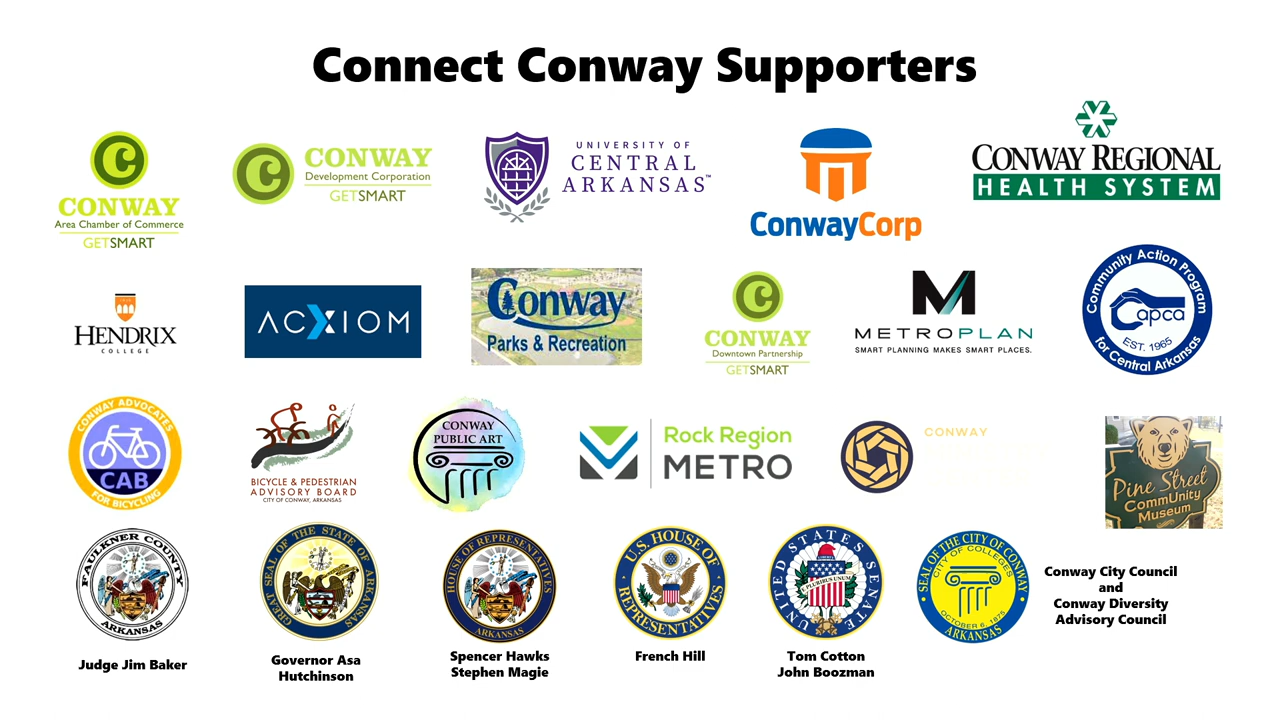 Connect Conway Supporters
C
CONWAY
Area Chamber of Commerce
GETSMART
C
CONWAY
Development Corporation
GETSMART
UNIVERSITY OF
CENTRAL
ARKANSAS™
ConwayCorp
CONWAY REGIONAL
HEALTH SYSTEM
HENDRIX
COLLEGE
ACXIOM
Conway
Parks & Recreation
C
CONWAY
Downtown Partnership
GETSMART
M
METROPLAN
SMART PLANNING MAKES SMART PLACES.
Community Action Program
capca
EST. 1965
for Central Arkansas
CONWAY ADVOCATES
CAB
FOR BICYCLING
BICYCLE & PEDESTRIAN
ADVISORY BOARD
CITY OF CONWAY, ARKANSAS
CONWAY
PUBLIC ART
Rock Region
METRO
CONWAY
Pine Street
CommUnity
Museum
FAULKNER COUNTY
ARKANSAS
Judge Jim Baker
GREAT SEAL OF THE STATE OF ARKANSAS
Governor Asa
Hutchinson
HOUSE OF REPRESENTATIVES
ARKANSAS
Spencer Hawks
Stephen Magie
U.S. HOUSE OF
REPRESENTATIVES
French Hill
UNITED STATES SENATE
E PLURIBUS UNUM
Tom Cotton
John Boozman
SEAL OF THE CITY OF CONWAY
CITY OF COLLEGES
OCTOBER 6, 1875
ARKANSAS
Conway City Council
and
Conway Diversity
Advisory Council